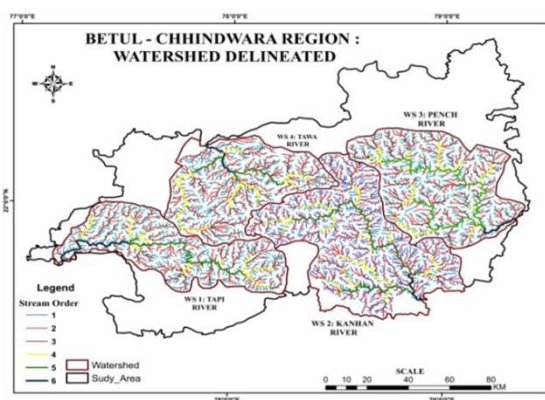 77°0'0"E 78°0'0"E 79°0'0"E
BETUL - CHHINDWARA REGION :
WATERSHED DELINEATED
N
W E
S
WS 3: PENCH
RIVER
WS 4: TAWA
RIVER
22°0'0"N
Legend
Stream Order
1
2
3
4
5
6
Watershed
Sudy_Area
WS 1: TAPI
RIVER
WS 2: KANHAN
RIVER
SCALE
0 10 20 40 60 80
KM